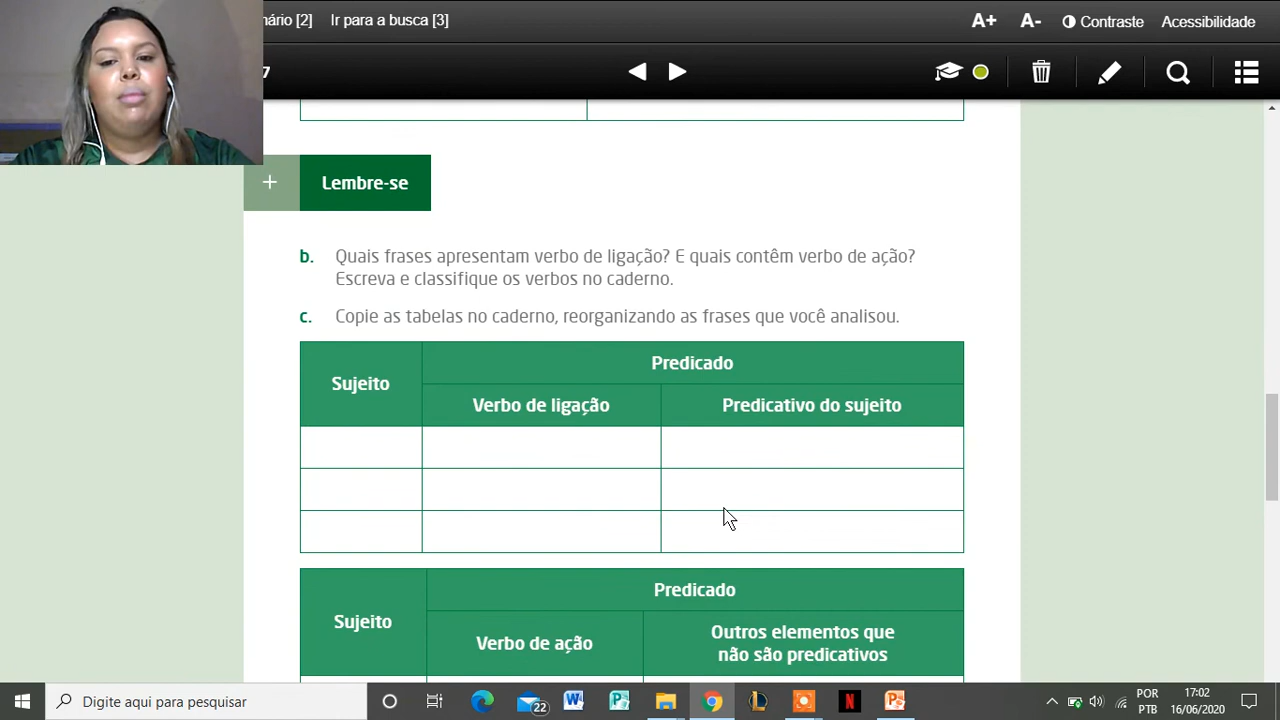 nário [2] Ir para a busca [3] A+ A- Contraste Acessibilidade
7
+ Lembre-se
b. Quais frases apresentam verbo de ligação? E quais contêm verbo de ação?
Escreva e classifique os verbos no caderno.
c. Copie as tabelas no caderno, reorganizando as frases que você analisou.
Sujeito
Predicado
Verbo de ligação
Predicativo do sujeito
Sujeito
Predicado
Verbo de ação
Outros elementos que
não são predicativos
Digite aqui para pesquisar
22
POR
PTB
17:02
16/06/2020